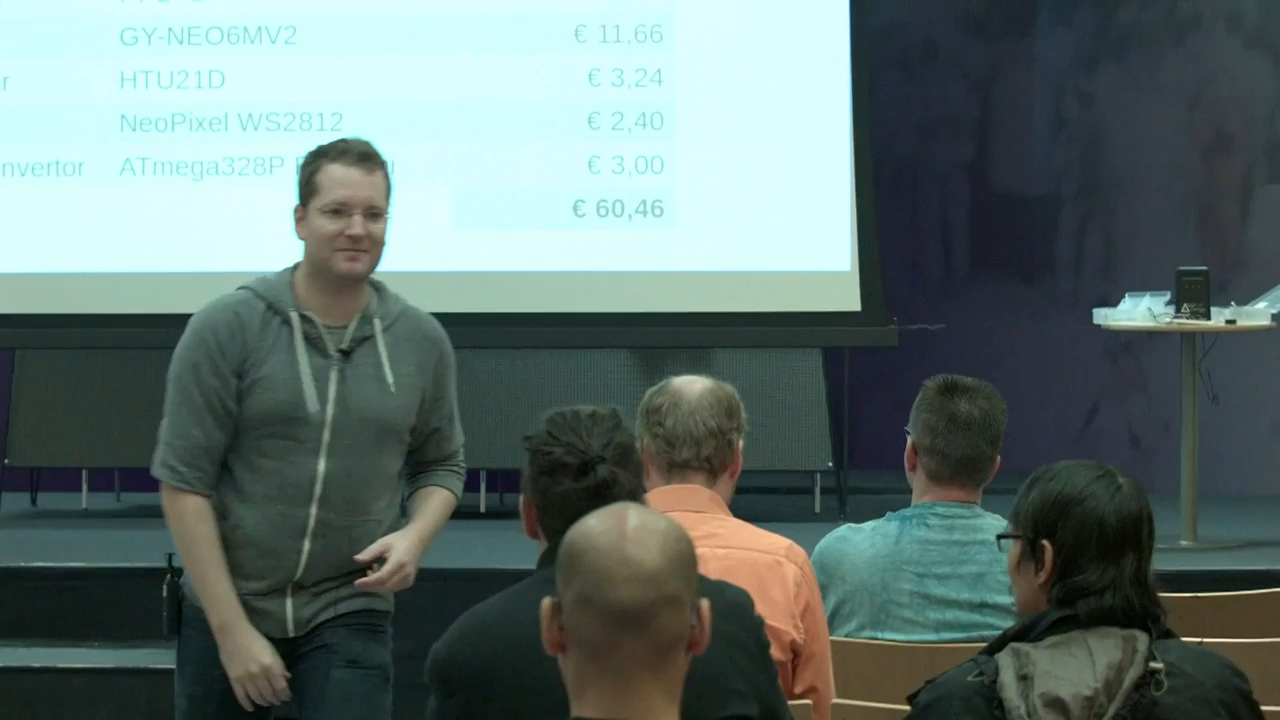 GY-NEO6MV2 € 11,66
r HTU21D € 3,24
NeoPixel WS2812 € 2,40
nvertor ATmega328P € 3,00
€ 60,46